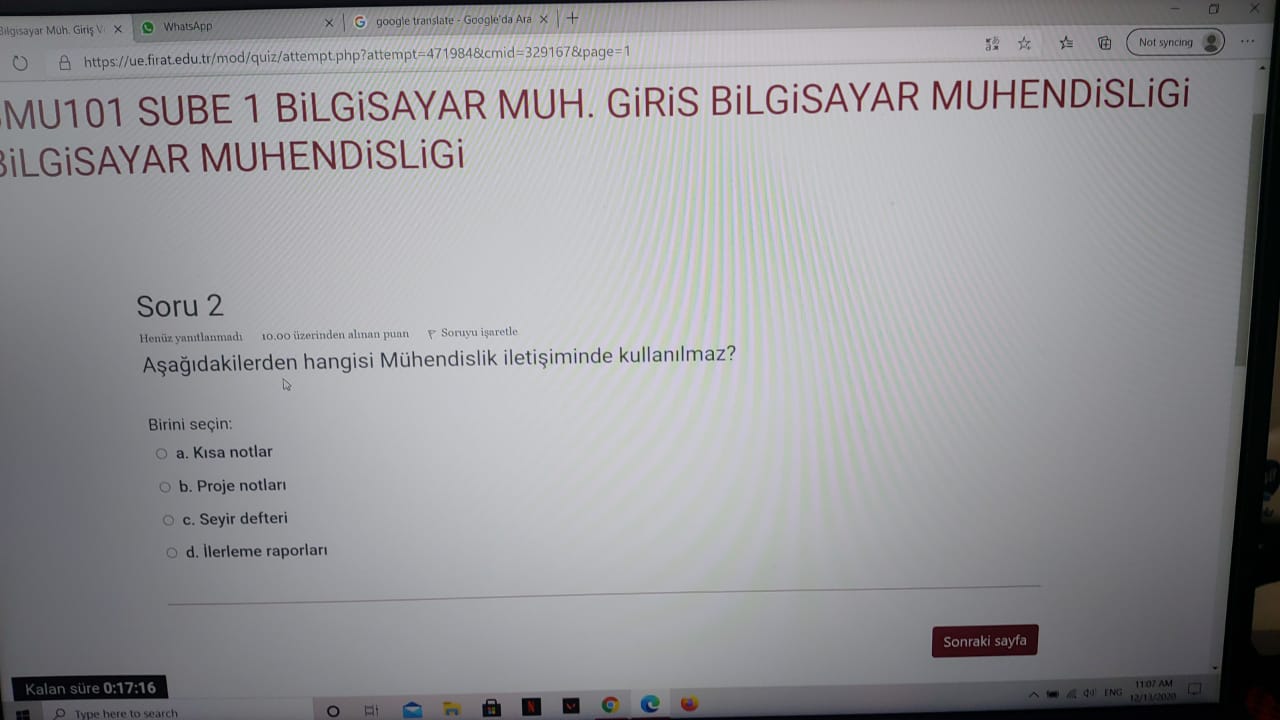 Bilgisayar Müh. Giriş V
WhatsApp
google translate - Google'da Ara
https://ue.firat.edu.tr/mod/quiz/attempt.php?attempt=471984&cmid=329167&page=1
Not syncing
MU101 SUBE 1 BiLGiSAYAR MUH. GiRiS BiLGiSAYAR MUHENDiSLiGi
BiLGiSAYAR MUHENDiSLiGi
Soru 2
Henüz yanıtlanmadı 10.00 üzerinden alınan puan Soruyu işaretle
Aşağıdakilerden hangisi Mühendislik iletişiminde kullanılmaz?
Birini seçin:
a. Kısa notlar
b. Proje notları
c. Seyir defteri
d. İlerleme raporları
Sonraki sayfa
Kalan süre 0:17:16
Type here to search
ENG
11:07 AM
12/13/2020